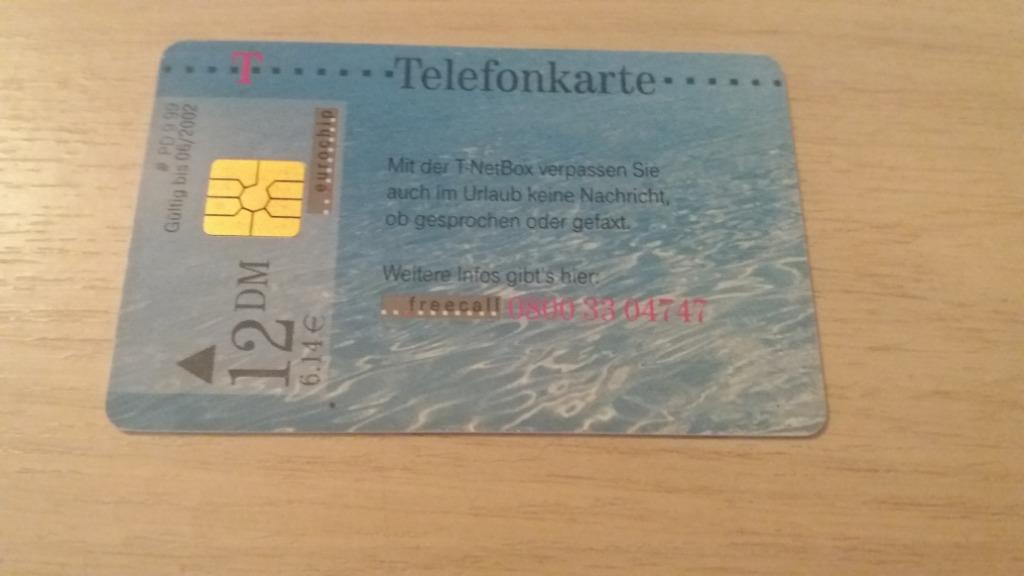 T Telefonkarte
# PD 9 99
Gültig bis 06/2002
eurochip
12 DM
6.14€
Mit der T-NetBox verpassen Sie
auch im Urlaub keine Nachricht,
ob gesprochen oder gefaxt.
Weitere Infos gibt's hier:
freecall 0800 33 04747